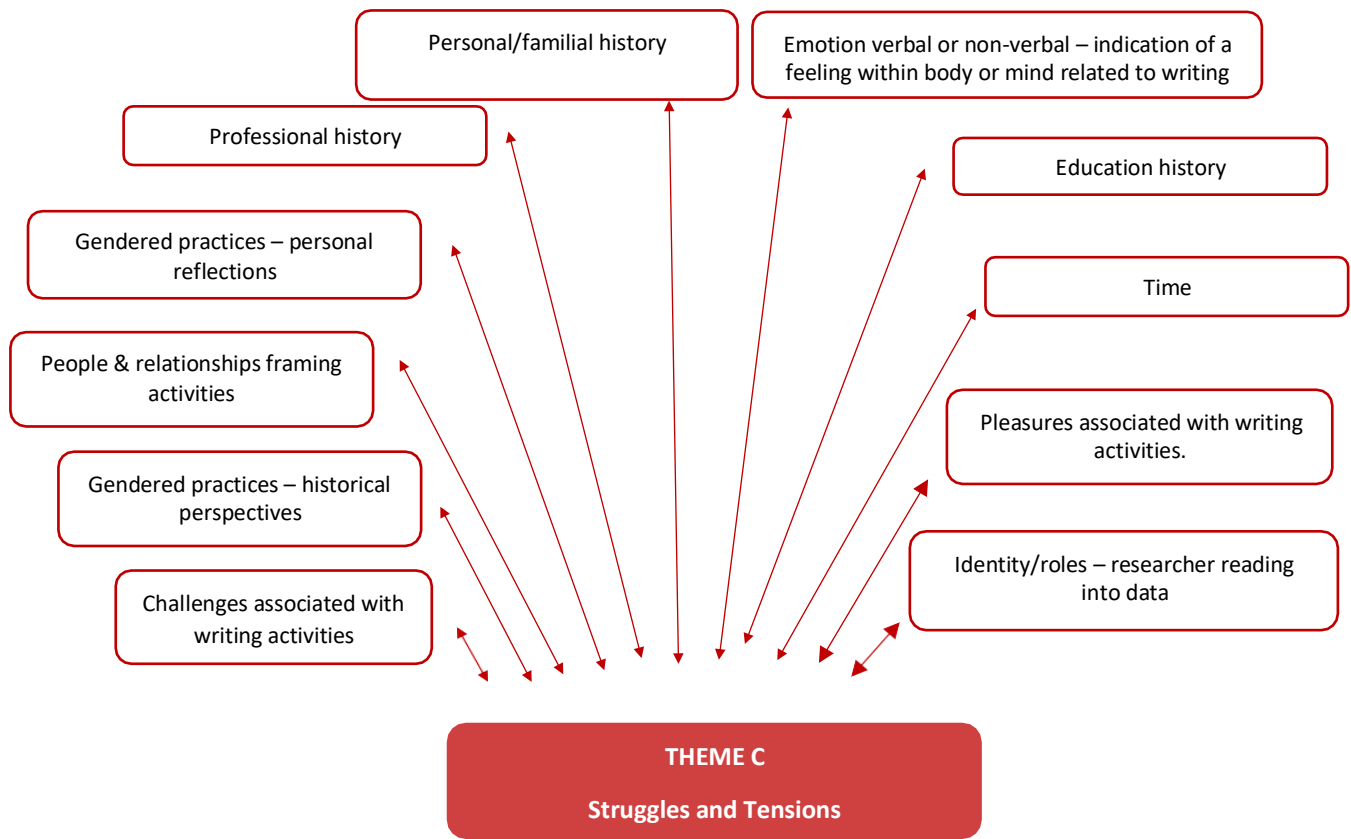 Personal/familial history
Emotion verbal or non-verbal – indication of a
feeling within body or mind related to writing
Professional history
Education history
Gendered practices – personal
reflections
Time
People & relationships framing
activities
Pleasures associated with writing
activities.
Gendered practices – historical
perspectives
Identity/roles – researcher reading
into data
Challenges associated with
writing activities
THEME C
Struggles and Tensions